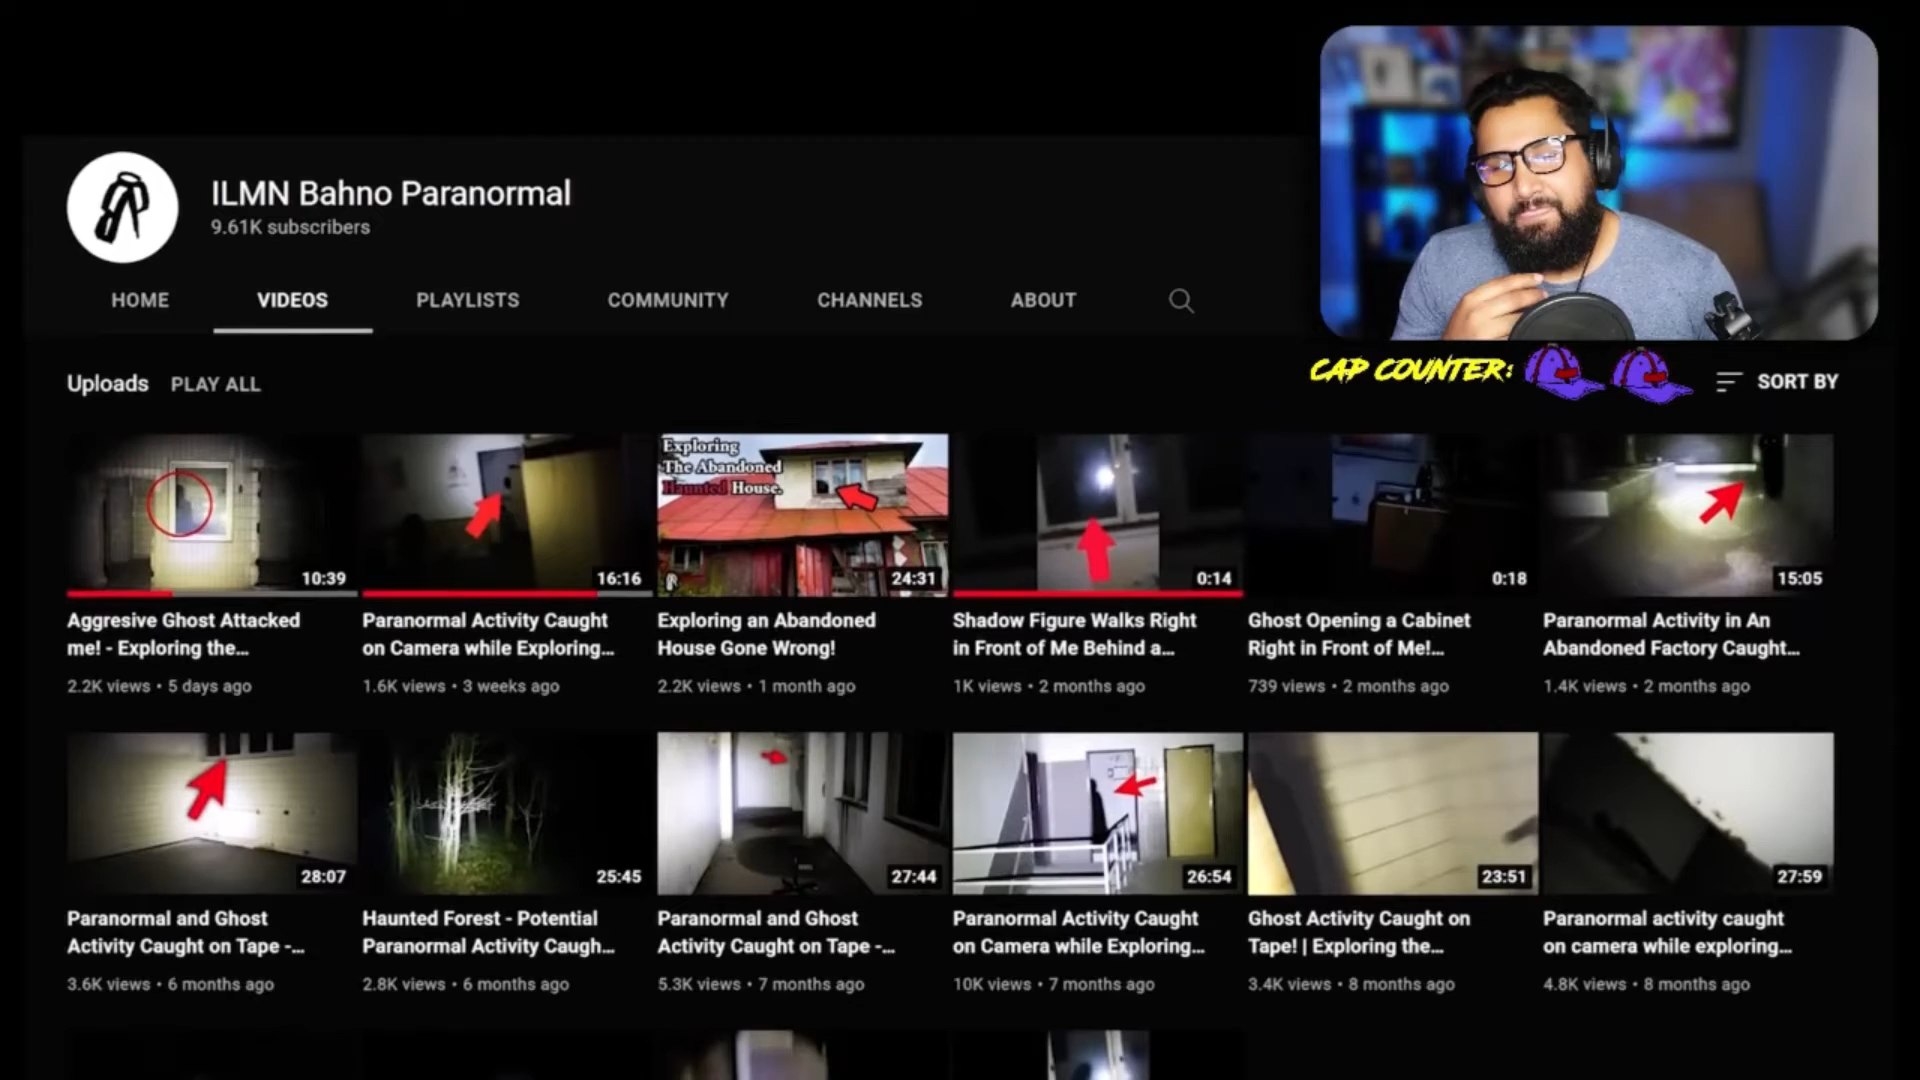 ILMN Bahno Paranormal
9.61K subscribers
HOME VIDEOS PLAYLISTS COMMUNITY CHANNELS ABOUT
CAP COUNTER:
Uploads PLAY ALL SORT BY
Exploring
The Abandoned
Haunted House.
10:39 16:16 24:31 0:14 0:18 15:05
Aggresive Ghost Attacked
me! - Exploring the...
2.2K views • 5 days ago
Paranormal Activity Caught
on Camera while Exploring...
1.6K views • 3 weeks ago
Exploring an Abandoned
House Gone Wrong!
2.2K views • 1 month ago
Shadow Figure Walks Right
in Front of Me Behind a...
1K views • 2 months ago
Ghost Opening a Cabinet
Right in Front of Me!...
739 views • 2 months ago
Paranormal Activity in An
Abandoned Factory Caught...
1.4K views • 2 months ago
28:07 25:45 27:44 26:54 23:51 27:59
Paranormal and Ghost
Activity Caught on Tape -...
3.6K views • 6 months ago
Haunted Forest - Potential
Paranormal Activity Caugh...
2.8K views • 6 months ago
Paranormal and Ghost
Activity Caught on Tape -...
5.3K views • 7 months ago
Paranormal Activity Caught
on Camera while Exploring...
10K views • 7 months ago
Ghost Activity Caught on
Tape! | Exploring the...
3.4K views • 8 months ago
Paranormal activity caught
on camera while exploring...
4.8K views • 8 months ago